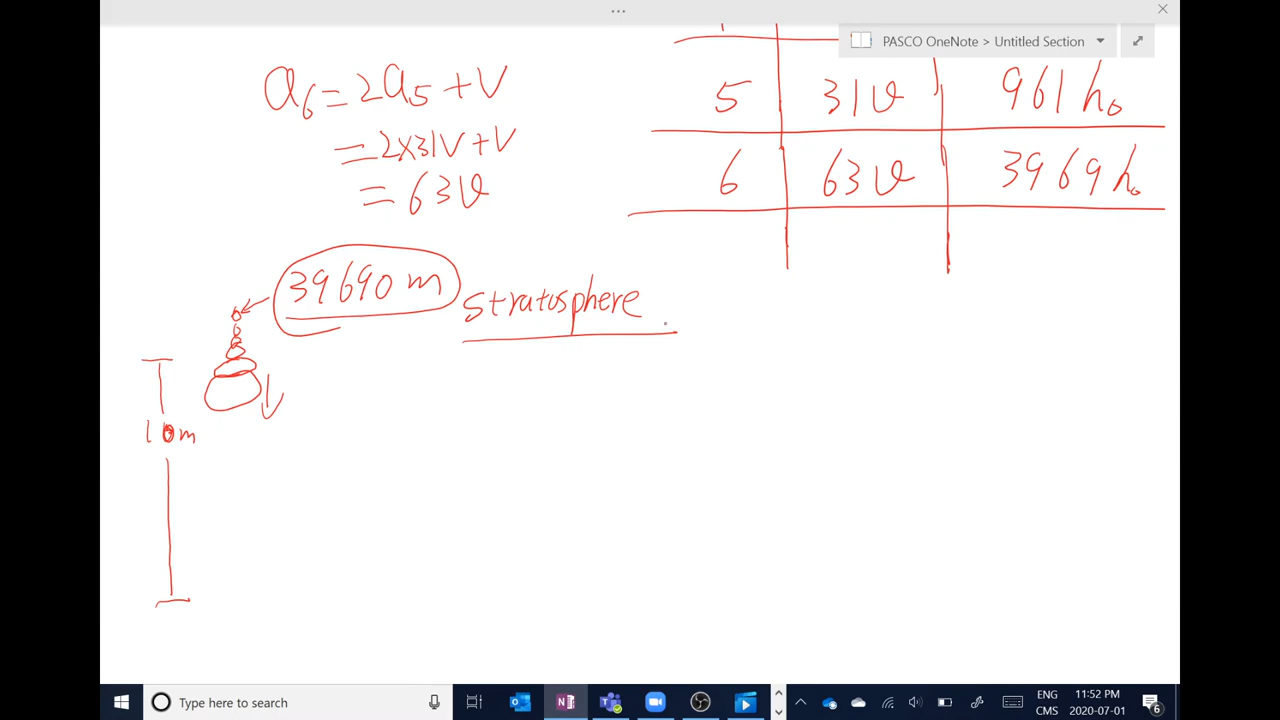 PASCO OneNote > Untitled Section
a₆ = 2a₅ + V
= 2×31V + V
= 63V
5 31V 961 h₀
6 63V 3969 h₀
39690 m
stratosphere
V
10m
Type here to search
ENG
CMS
11:52 PM
2020-07-01
6